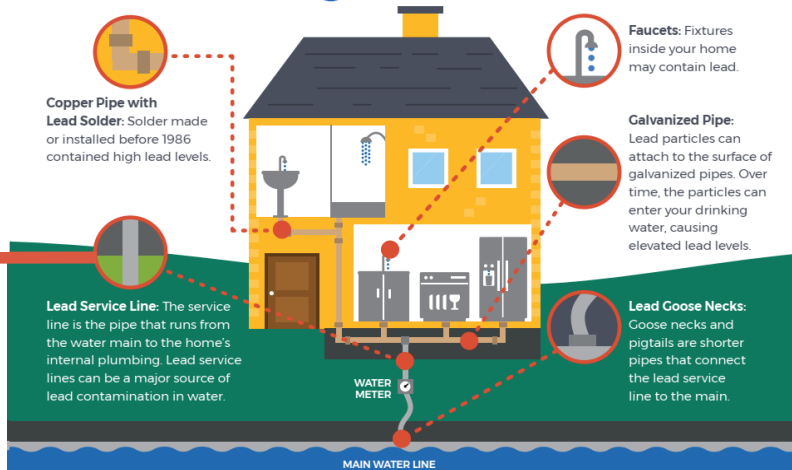 Copper Pipe with
Lead Solder: Solder made
or installed before 1986
contained high lead levels.
Faucets: Fixtures
inside your home
may contain lead.
Galvanized Pipe:
Lead particles can
attach to the surface of
galvanized pipes. Over
time, the particles can
enter your drinking
water, causing
elevated lead levels.
Lead Service Line: The service
line is the pipe that runs from
the water main to the home's
internal plumbing. Lead service
lines can be a major source of
lead contamination in water.
Lead Goose Necks:
Goose necks and
pigtails are shorter
pipes that connect
the lead service
line to the main.
WATER
METER
MAIN WATER LINE